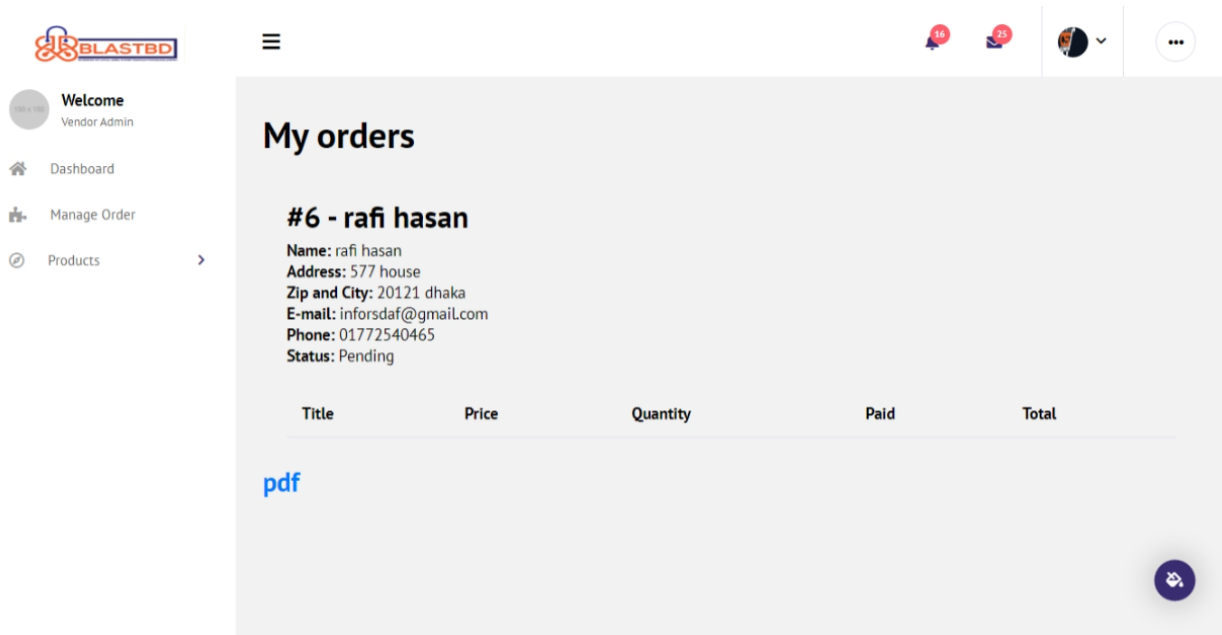 BLASTBD
16
25
Welcome
Vendor Admin
Dashboard
Manage Order
Products
My orders
#6 - rafi hasan
Name: rafi hasan
Address: 577 house
Zip and City: 20121 dhaka
E-mail: inforsdaf@gmail.com
Phone: 01772540465
Status: Pending
Title Price Quantity Paid Total
pdf